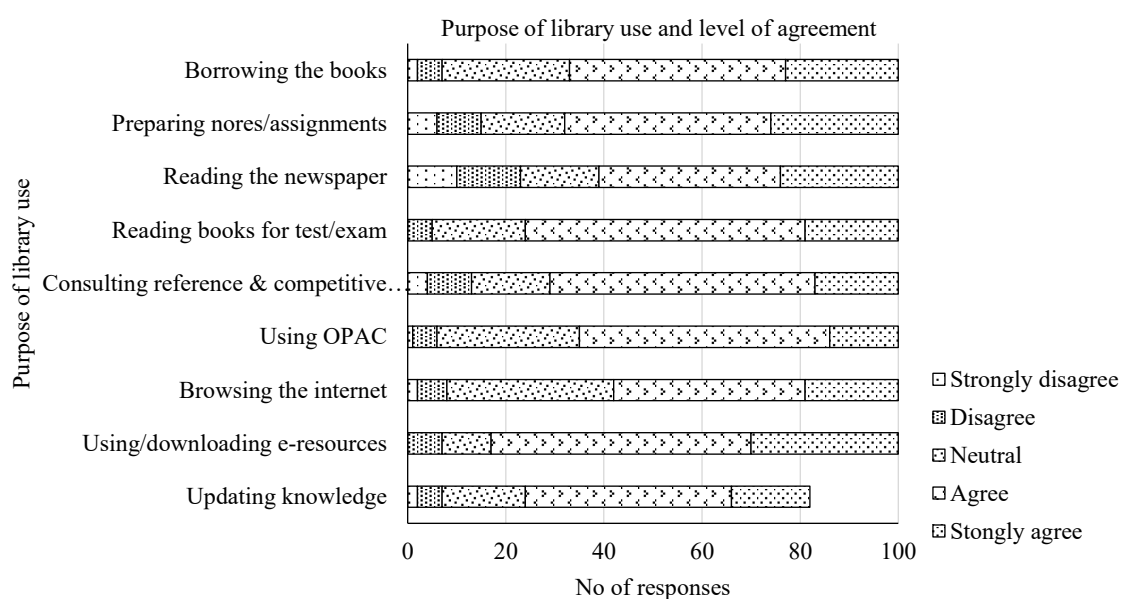 Purpose of library use and level of agreement
Purpose of library use
Borrowing the books
Preparing nores/assignments
Reading the newspaper
Reading books for test/exam
Consulting reference & competitive…
Using OPAC
Browsing the internet
Using/downloading e-resources
Updating knowledge
0 20 40 60 80 100
No of responses
Strongly disagree
Disagree
Neutral
Agree
Stongly agree